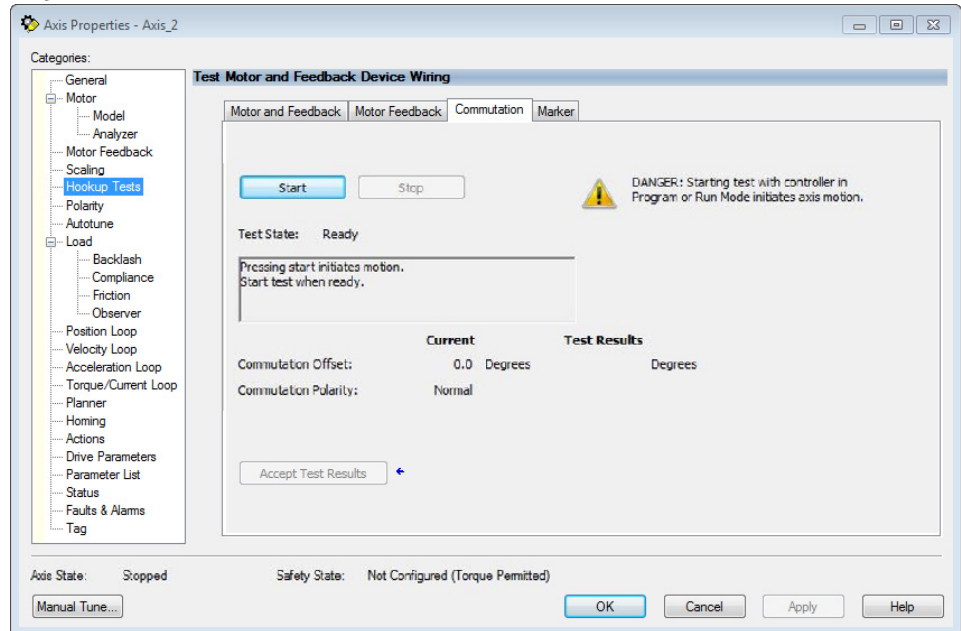 Axis Properties - Axis_2
Categories:
General
Motor
Model
Analyzer
Motor Feedback
Scaling
Hookup Tests
Polarity
Autotune
Load
Backlash
Compliance
Friction
Observer
Position Loop
Velocity Loop
Acceleration Loop
Torque/Current Loop
Planner
Homing
Actions
Drive Parameters
Parameter List
Status
Faults & Alarms
Tag
Test Motor and Feedback Device Wiring
Motor and Feedback Motor Feedback Commutation Marker
Start Stop
DANGER: Starting test with controller in
Program or Run Mode initiates axis motion.
Test State: Ready
Pressing start initiates motion.
Start test when ready.
Current Test Results
Commutation Offset: 0.0 Degrees Degrees
Commutation Polarity: Normal
Accept Test Results
Axis State: Stopped Safety State: Not Configured (Torque Permitted)
Manual Tune... OK Cancel Apply Help